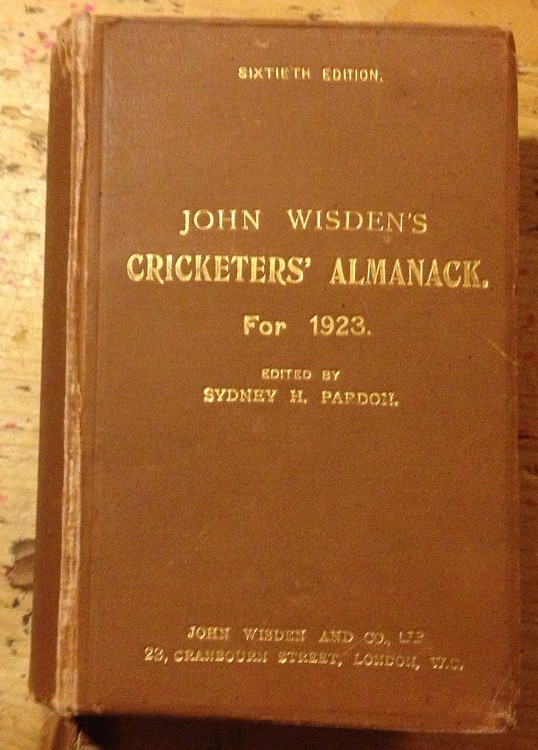 SIXTIETH EDITION.
JOHN WISDEN'S
CRICKETERS' ALMANACK.
For 1923.
EDITED BY
SYDNEY H. PARDON.
JOHN WISDEN AND CO., LTD
23, CRANBOURN STREET, LONDON, W.C.